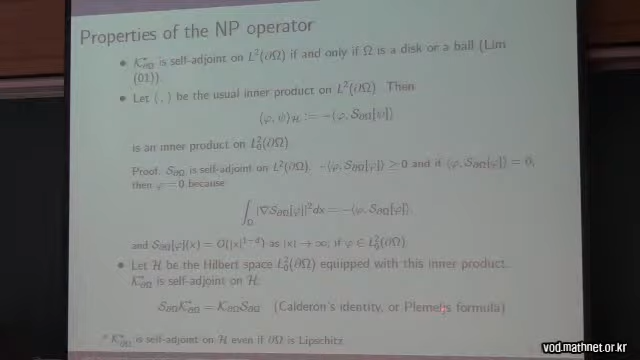 Properties of the NP operator
• 𝒦*∂Ω is self-adjoint on L²(∂Ω) if and only if Ω is a disk or a ball (Lim
(01)).
• Let ⟨ , ⟩ be the usual inner product on L²(∂Ω). Then
⟨φ, ψ⟩ℋ := −⟨φ, 𝒮∂Ω[ψ]⟩
is an inner product on L²₀(∂Ω)
Proof. 𝒮∂Ω is self-adjoint on L²(∂Ω). −⟨φ, 𝒮∂Ω[φ]⟩ ≥ 0 and if ⟨φ, 𝒮∂Ω[φ]⟩ = 0,
then φ = 0 because
∫Ω |∇𝒮∂Ω[φ]|²dx = −⟨φ, 𝒮∂Ω[φ]⟩.
and 𝒮∂Ω[φ](x) = O(|x|^{1−d}) as |x| → ∞ if φ ∈ L²₀(∂Ω)
• Let ℋ be the Hilbert space L²₀(∂Ω) equipped with this inner product.
𝒦*∂Ω is self-adjoint on ℋ:
𝒮∂Ω𝒦*∂Ω = 𝒦∂Ω𝒮∂Ω (Calderon's identity, or Plemelj's formula)
* 𝒦*∂Ω is self-adjoint on ℋ even if ∂Ω is Lipschitz
vod.mathnet.or.kr